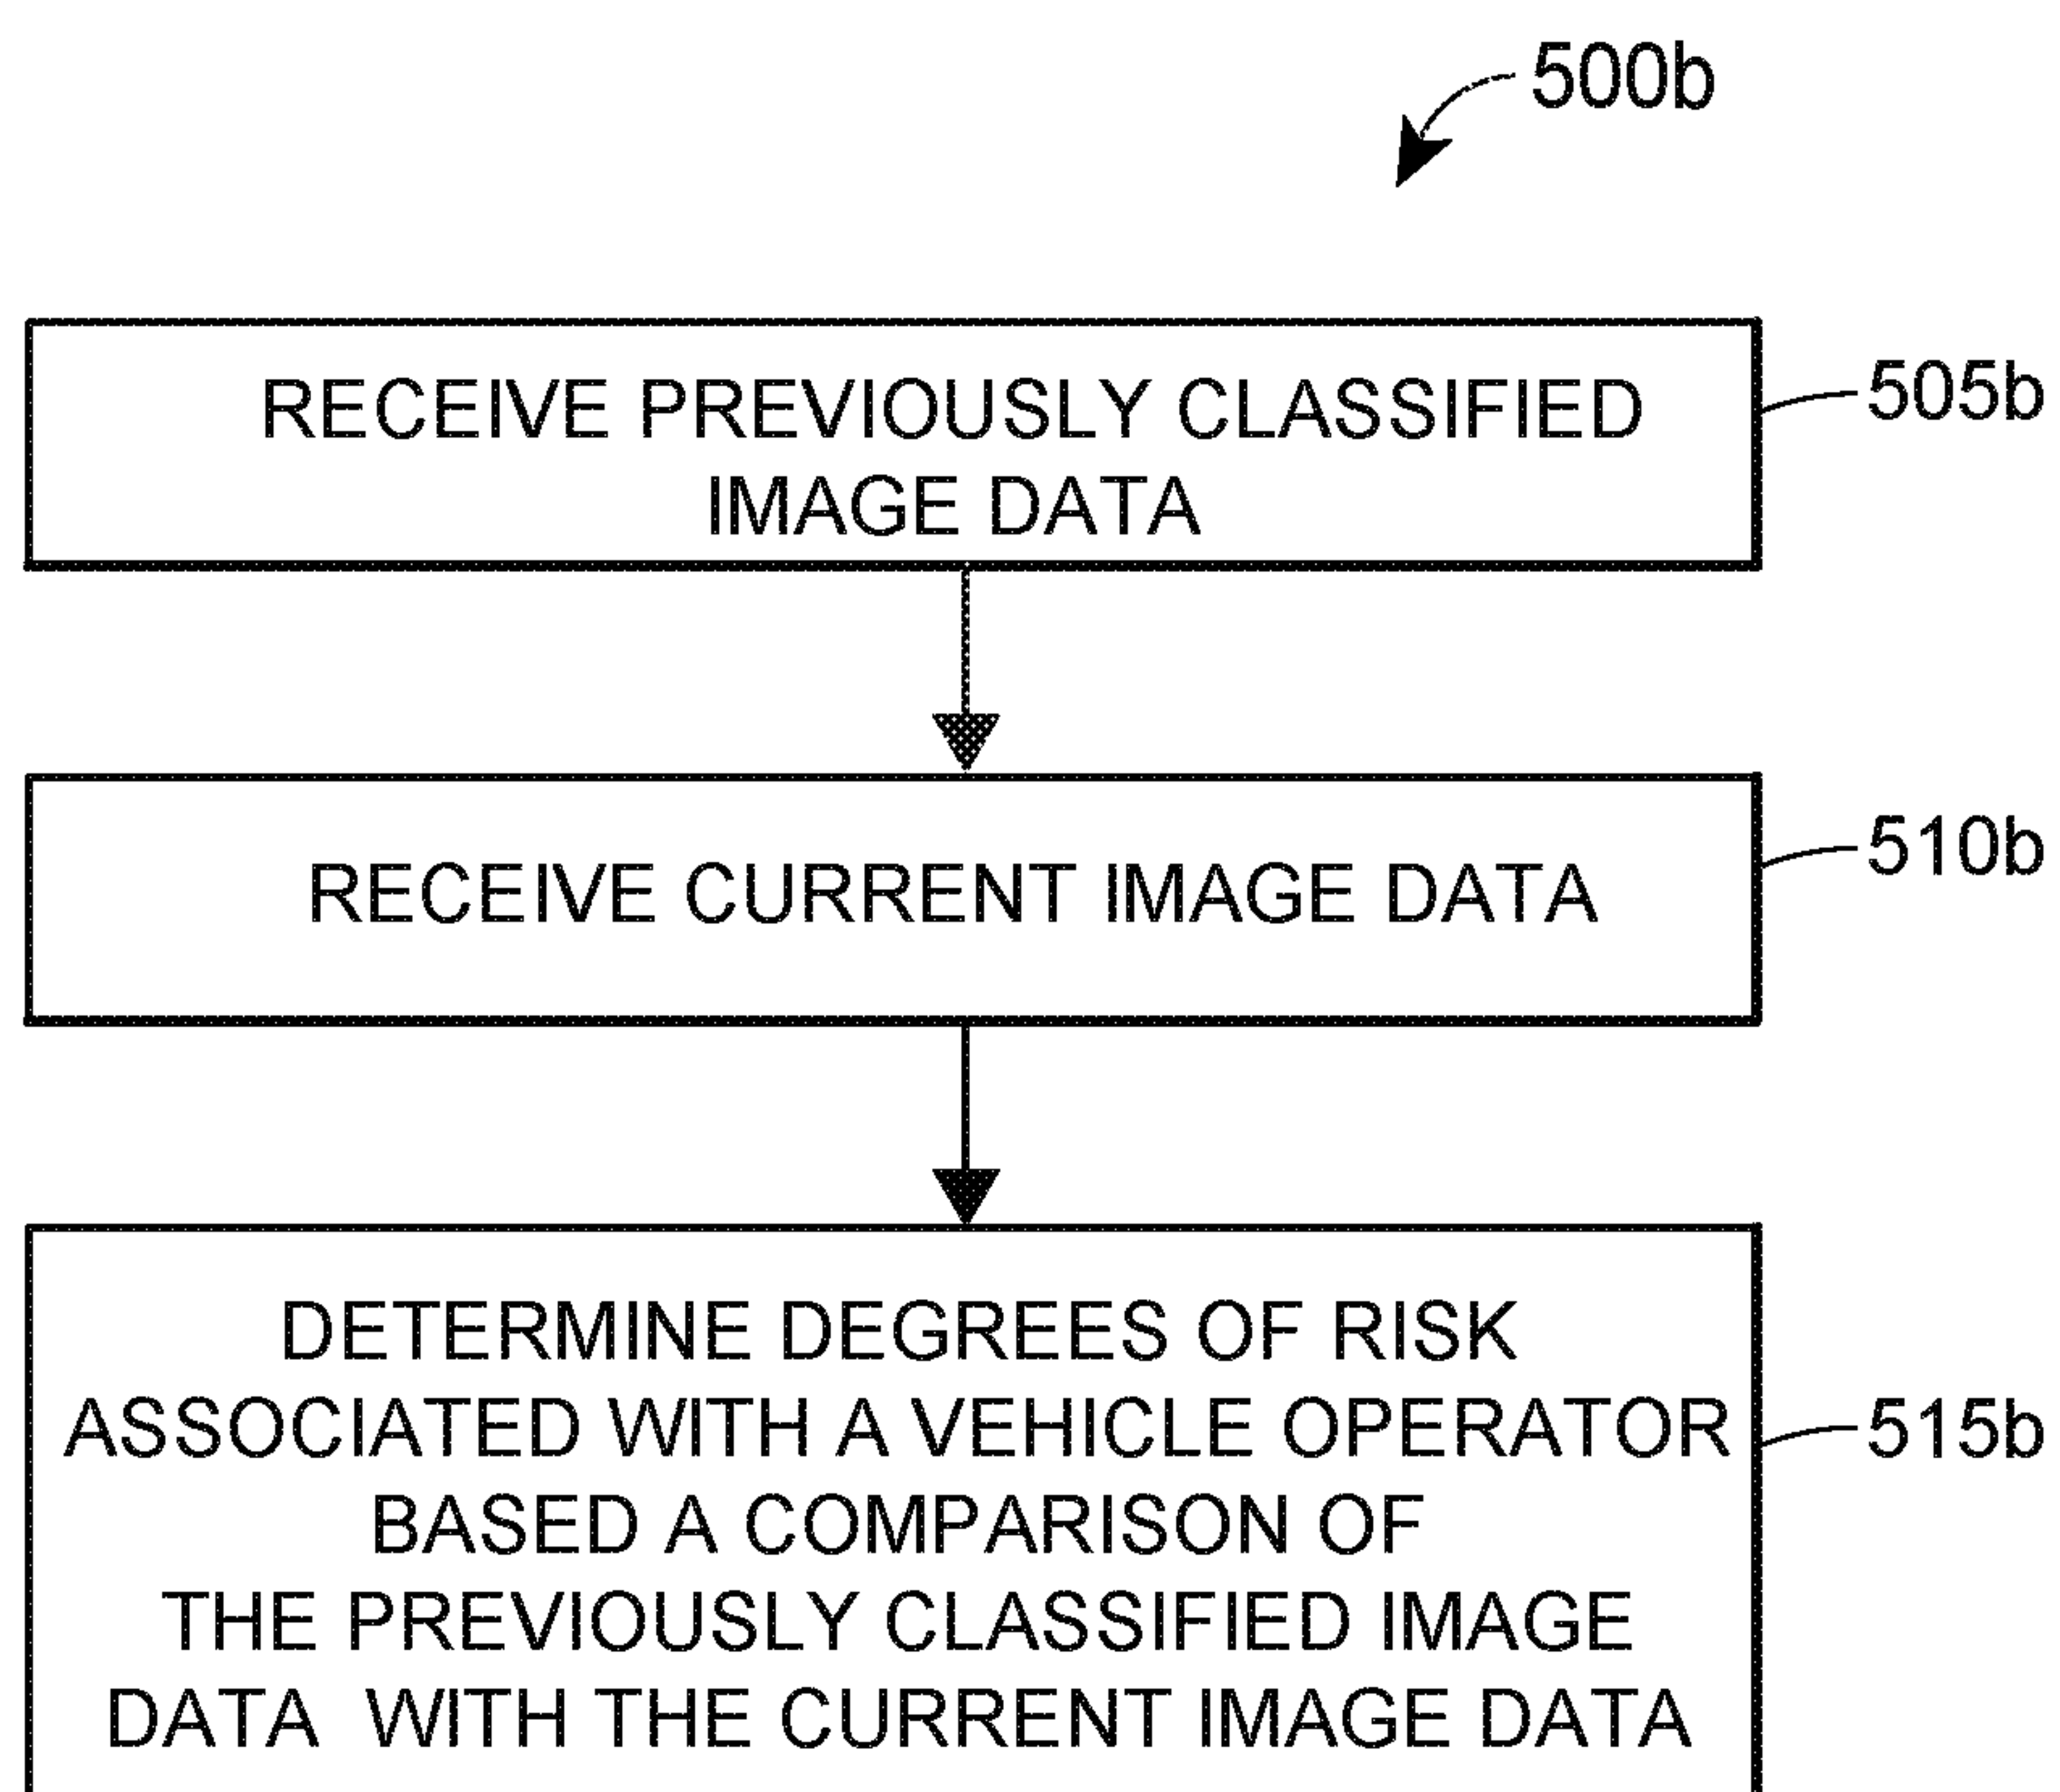 500b
RECEIVE PREVIOUSLY CLASSIFIED
IMAGE DATA
505b
RECEIVE CURRENT IMAGE DATA
510b
DETERMINE DEGREES OF RISK
ASSOCIATED WITH A VEHICLE OPERATOR
BASED A COMPARISON OF
THE PREVIOUSLY CLASSIFIED IMAGE
DATA WITH THE CURRENT IMAGE DATA
515b